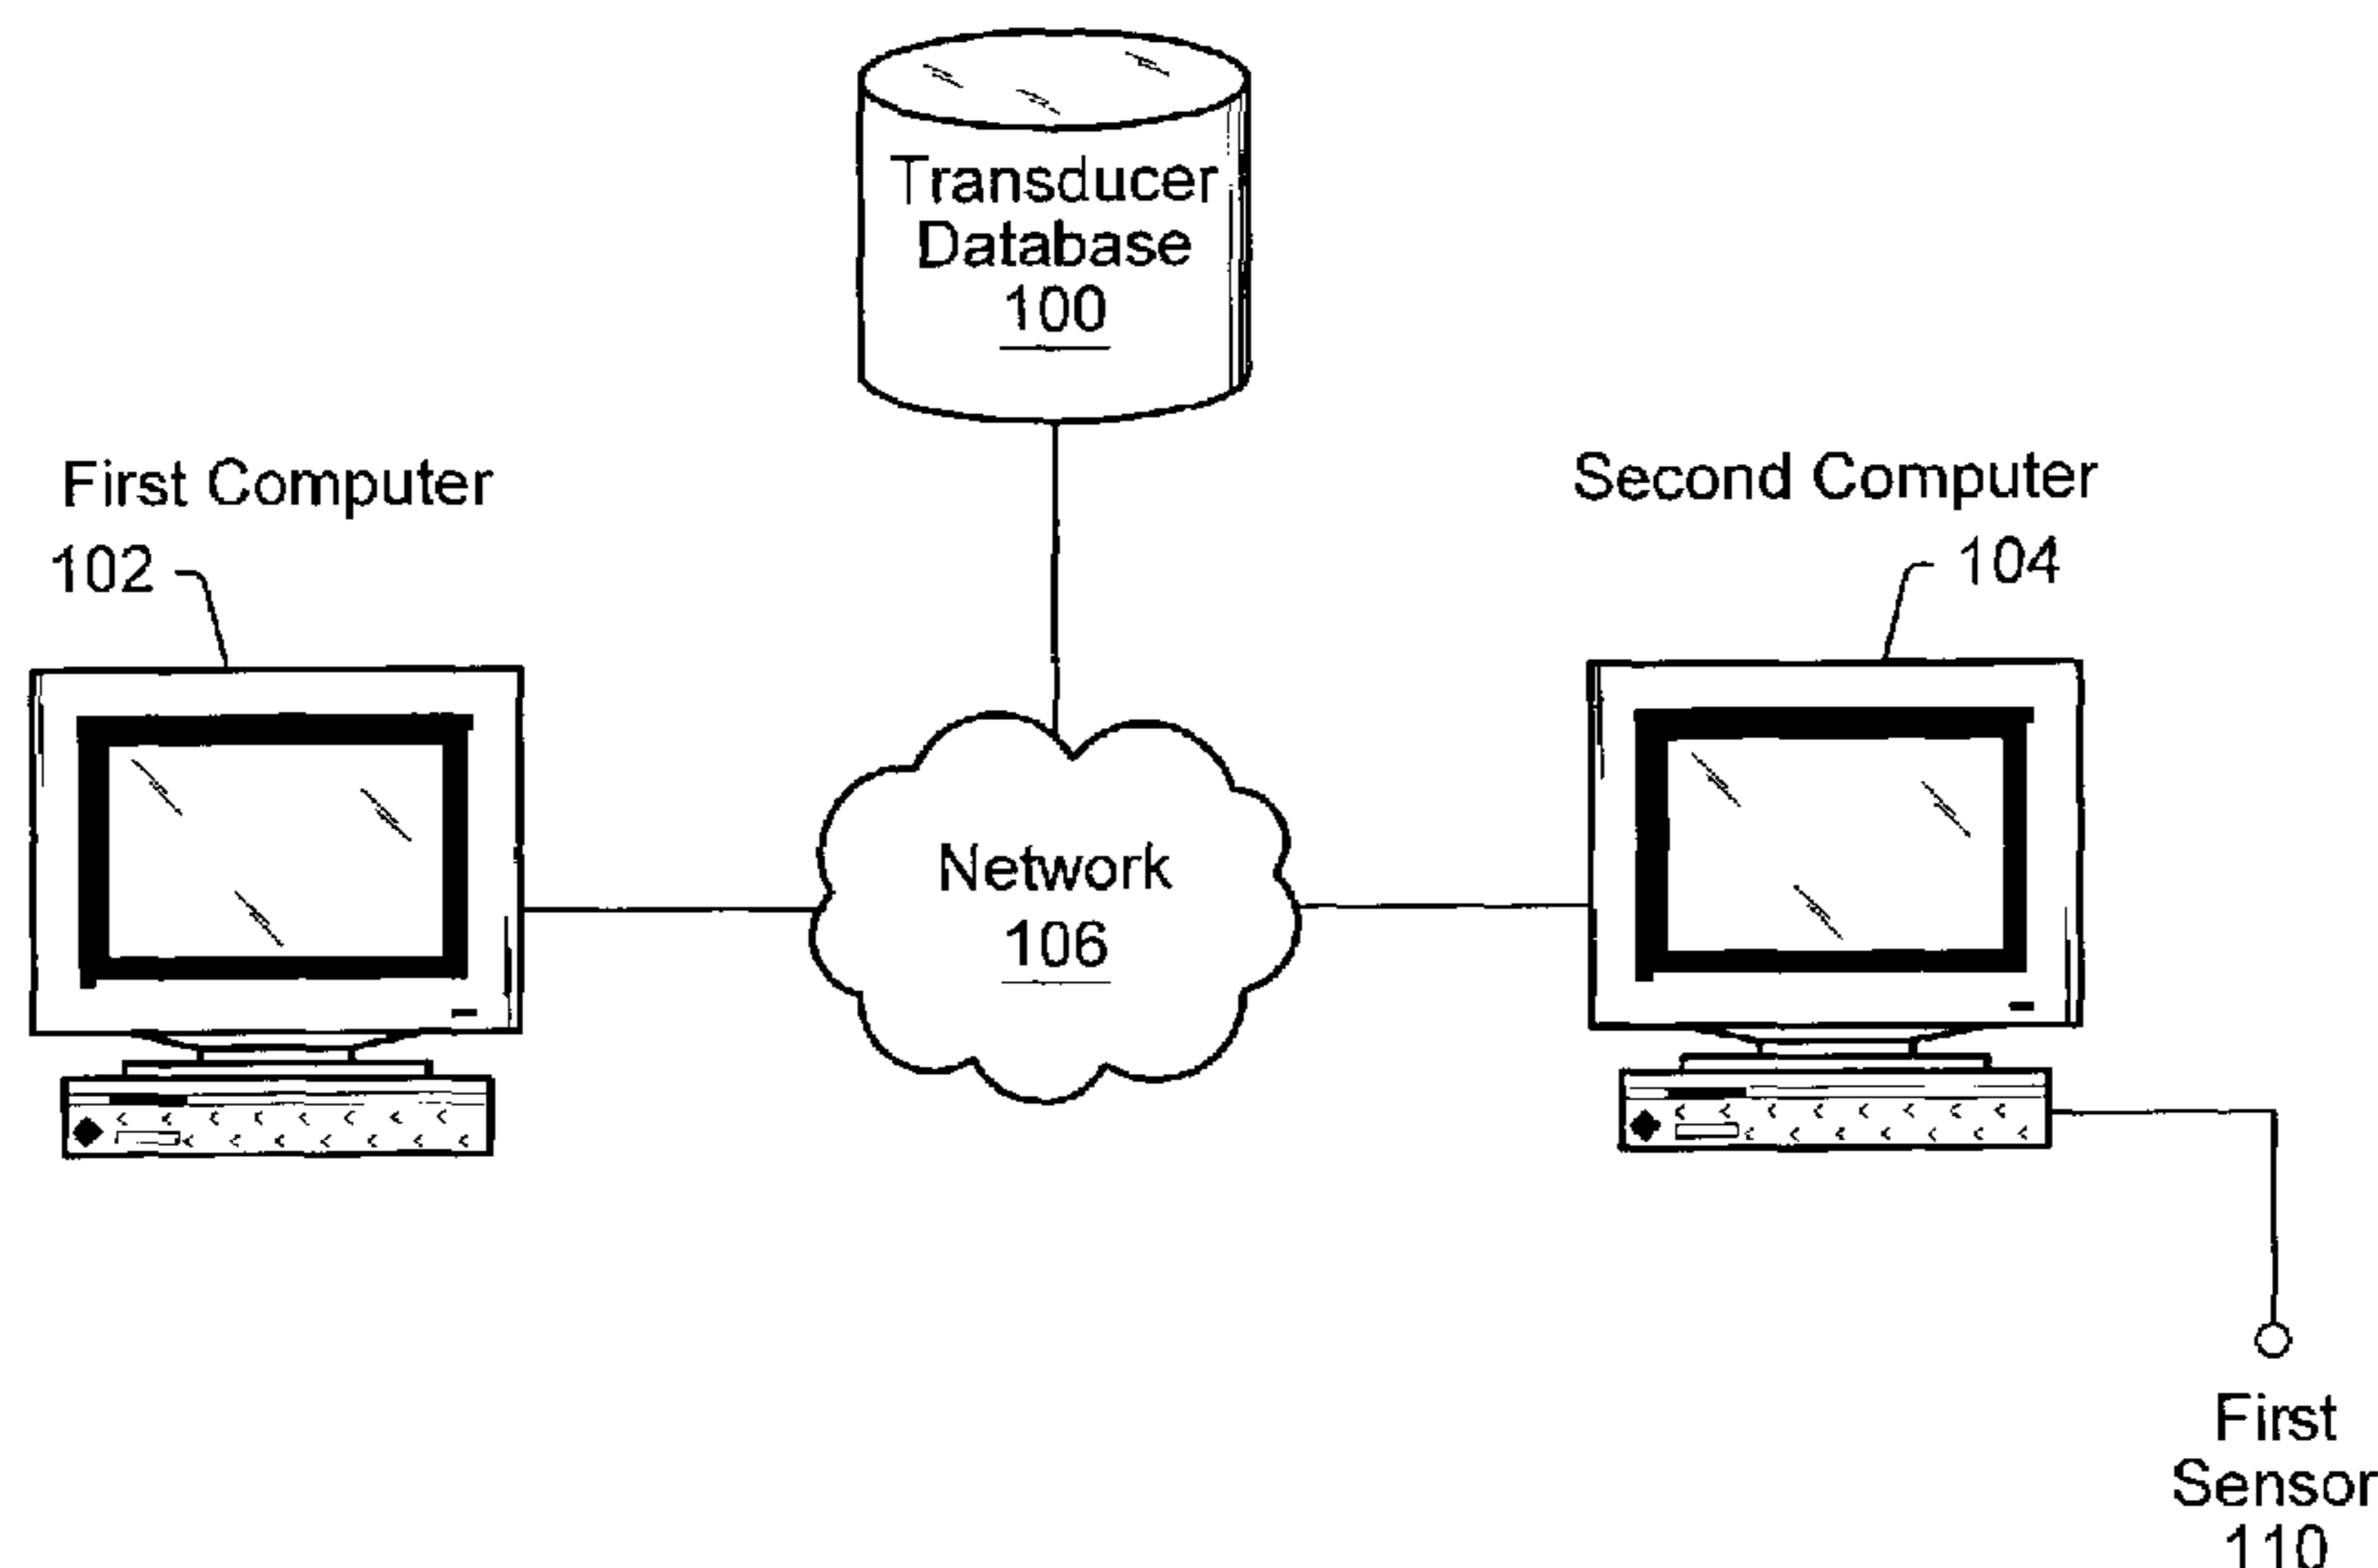 Transducer
Database
100
First Computer
102
Second Computer
104
Network
106
First
Sensor
110